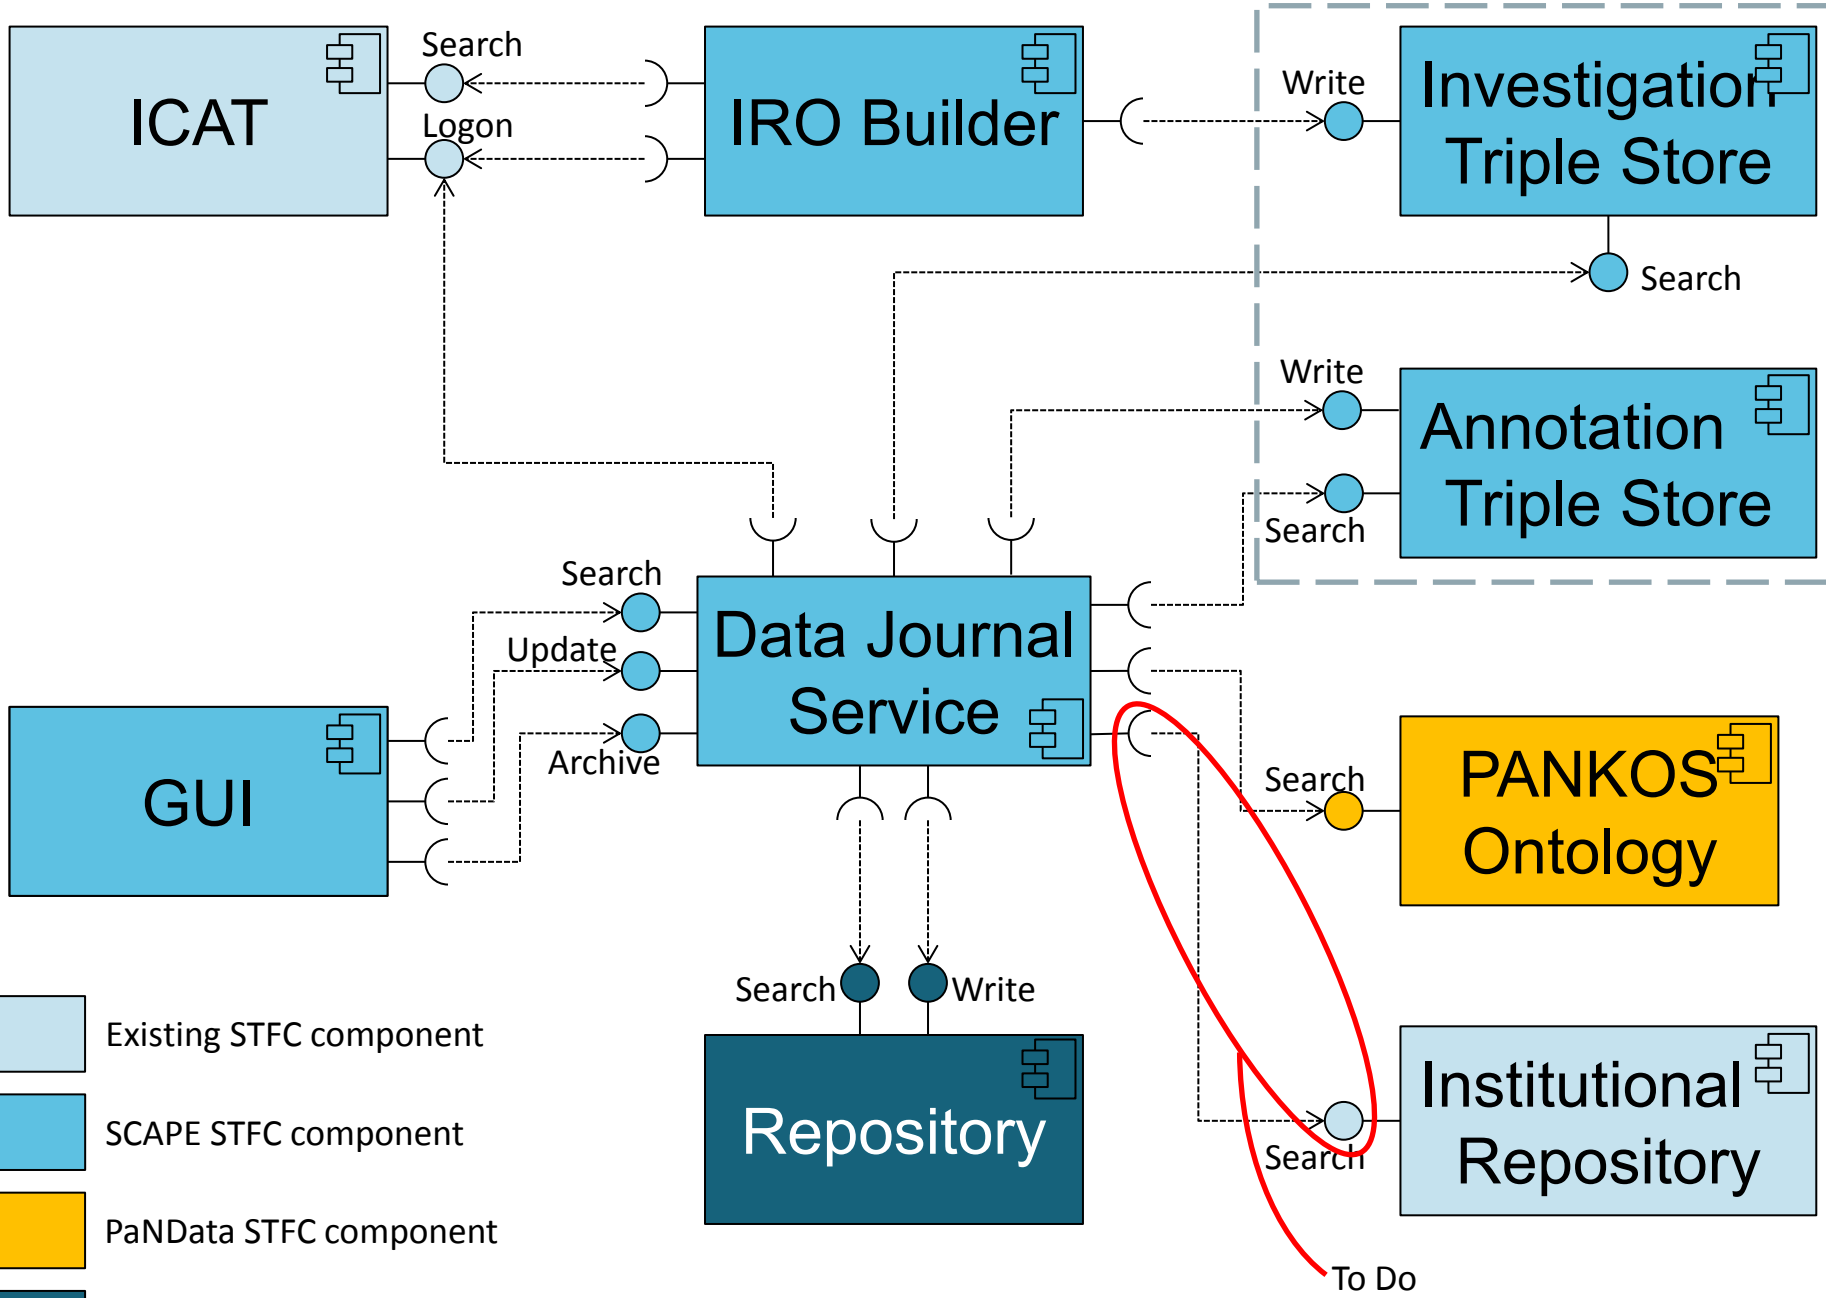 ICAT
Search
Logon
IRO Builder
Write
Investigation
Triple Store
Search
Write
Annotation
Triple Store
Search
Search
Update
Archive
Data Journal
Service
GUI
Search
PANKOS
Ontology
Search
Write
Repository
Search
Institutional
Repository
To Do
Existing STFC component
SCAPE STFC component
PaNData STFC component